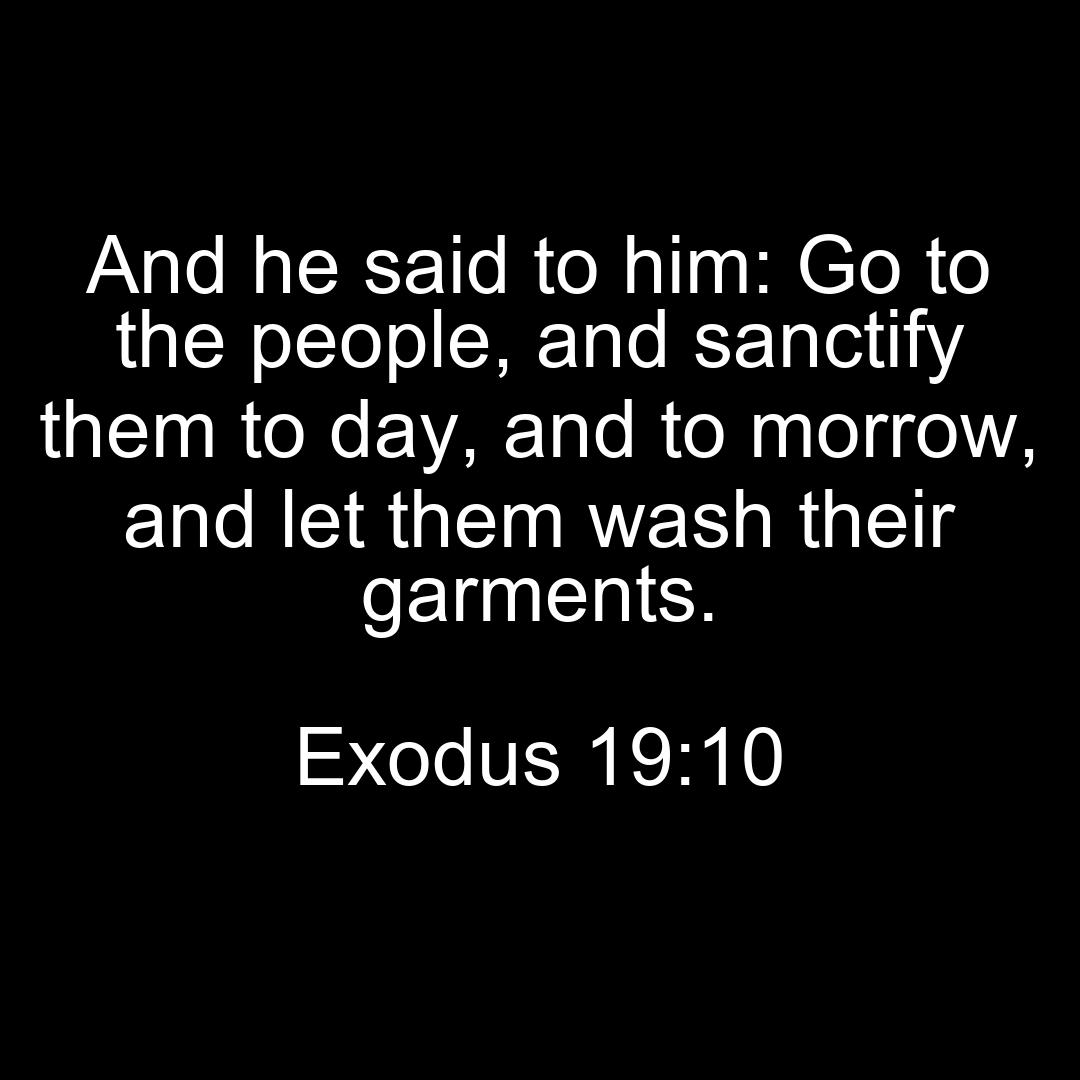 And he said to him: Go to
the people, and sanctify
them to day, and to morrow,
and let them wash their
garments.
Exodus 19:10